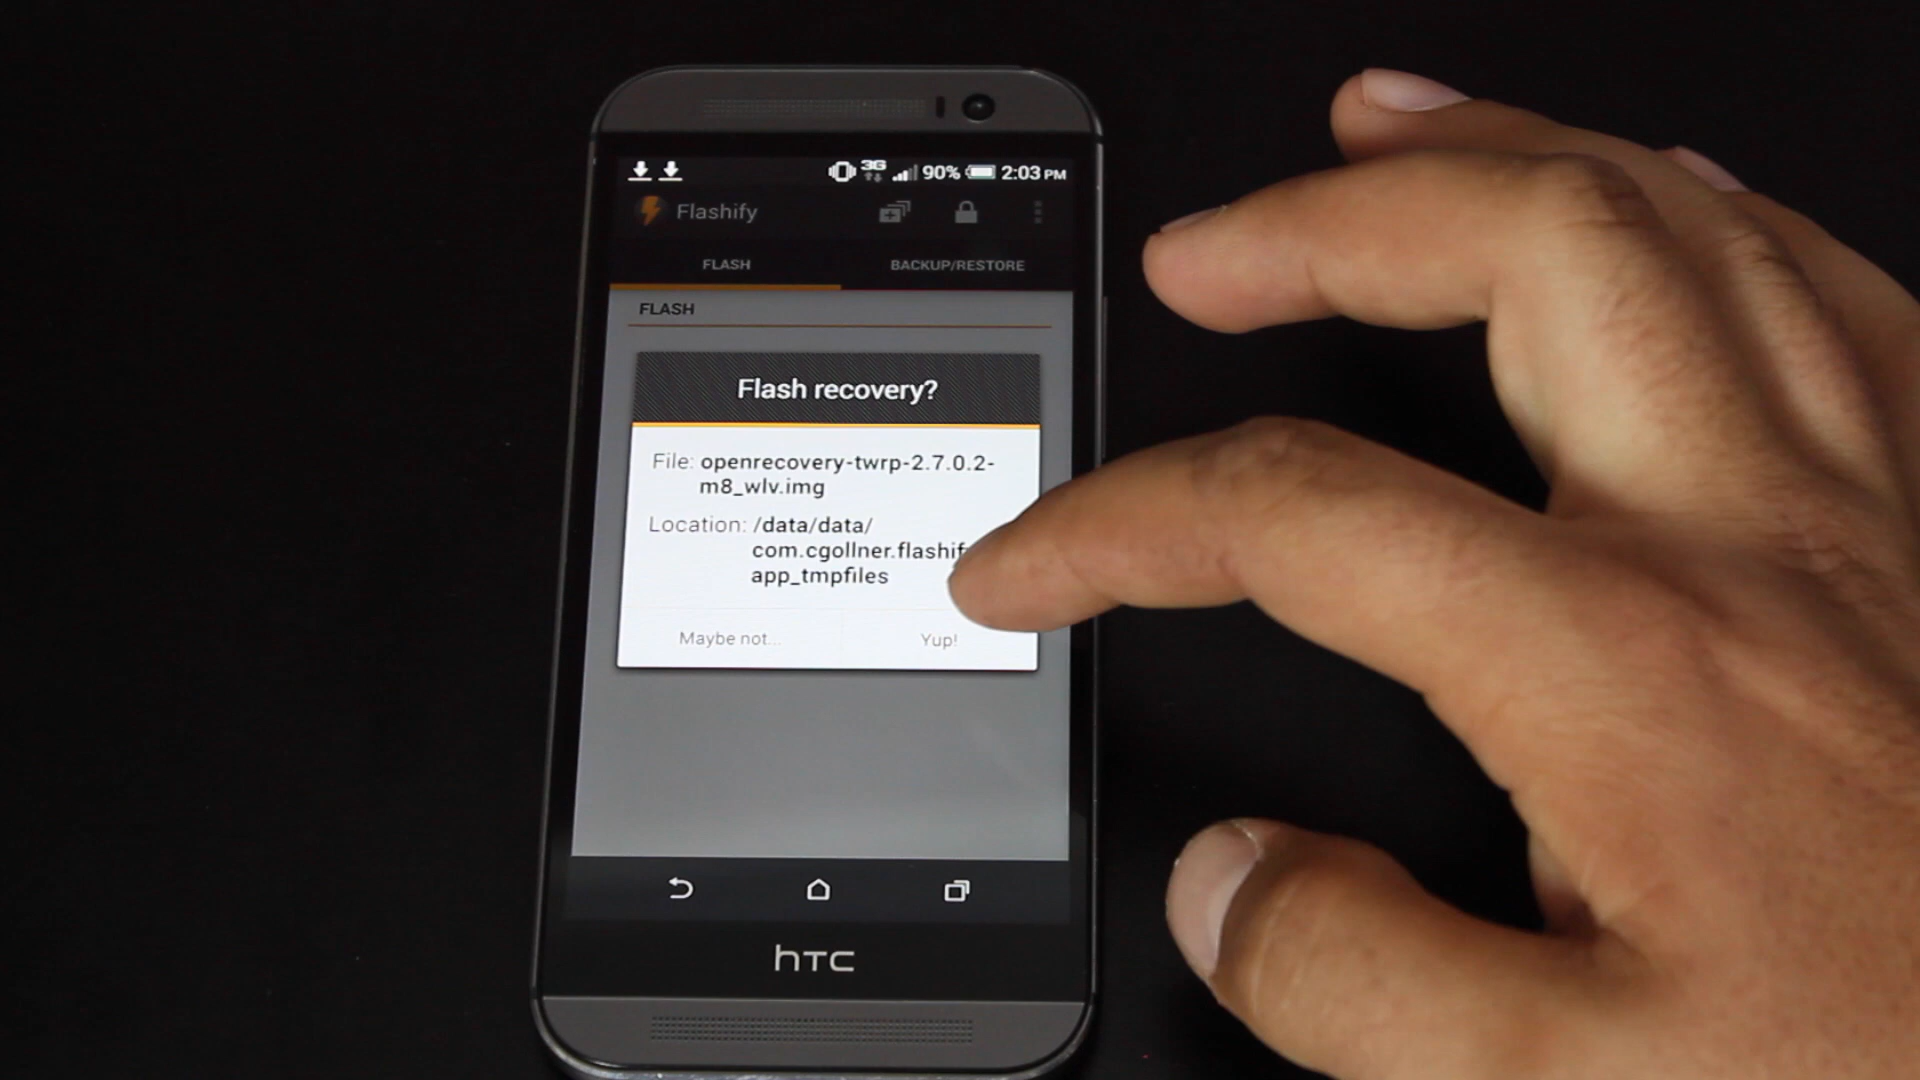 3G 90% 2:03 PM
Flashify
FLASH BACKUP/RESTORE
FLASH
Flash recovery?
File: openrecovery-twrp-2.7.0.2-
m8_wlv.img
Location: /data/data/
com.cgollner.flashif
app_tmpfiles
Maybe not... Yup!
hTC